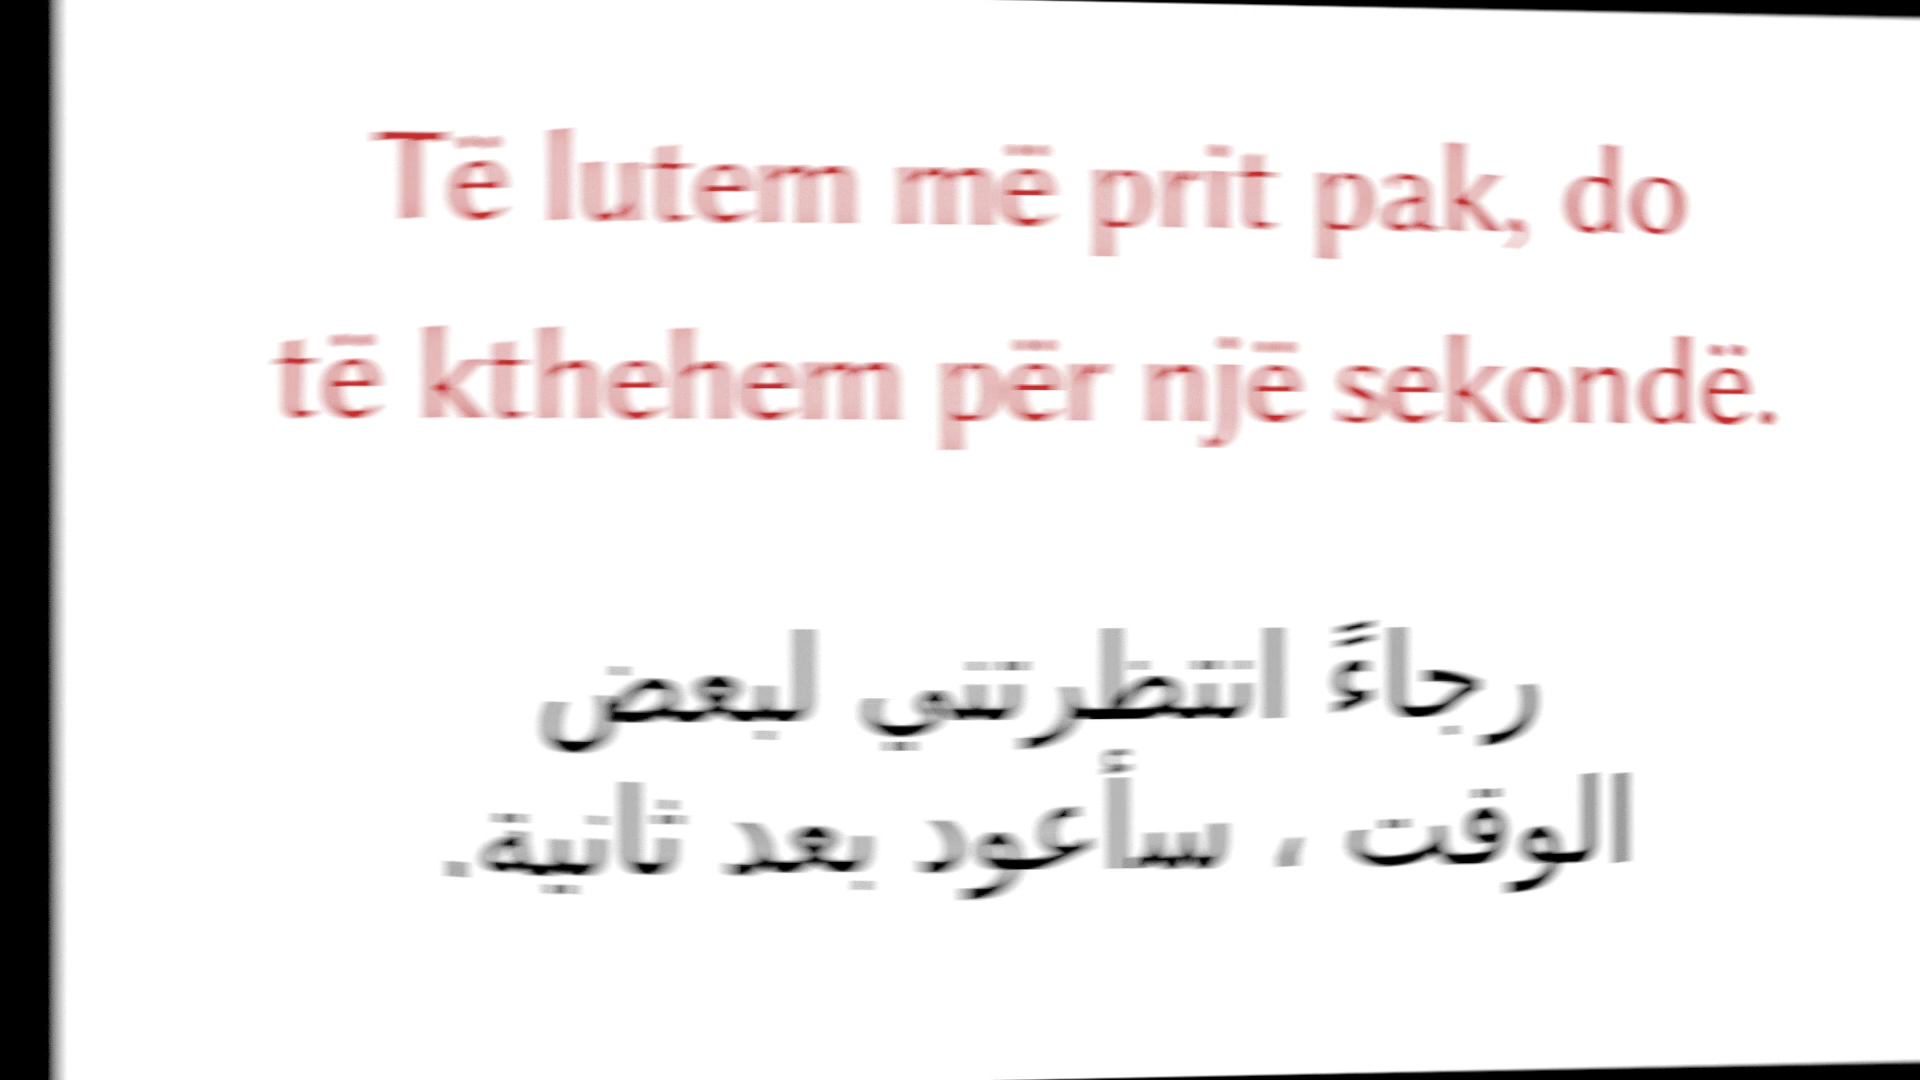 Të lutem më prit pak, do
të kthehem për një sekondë.
رجاءً انتظرتني لبعض
الوقت ، سأعود بعد ثانية.